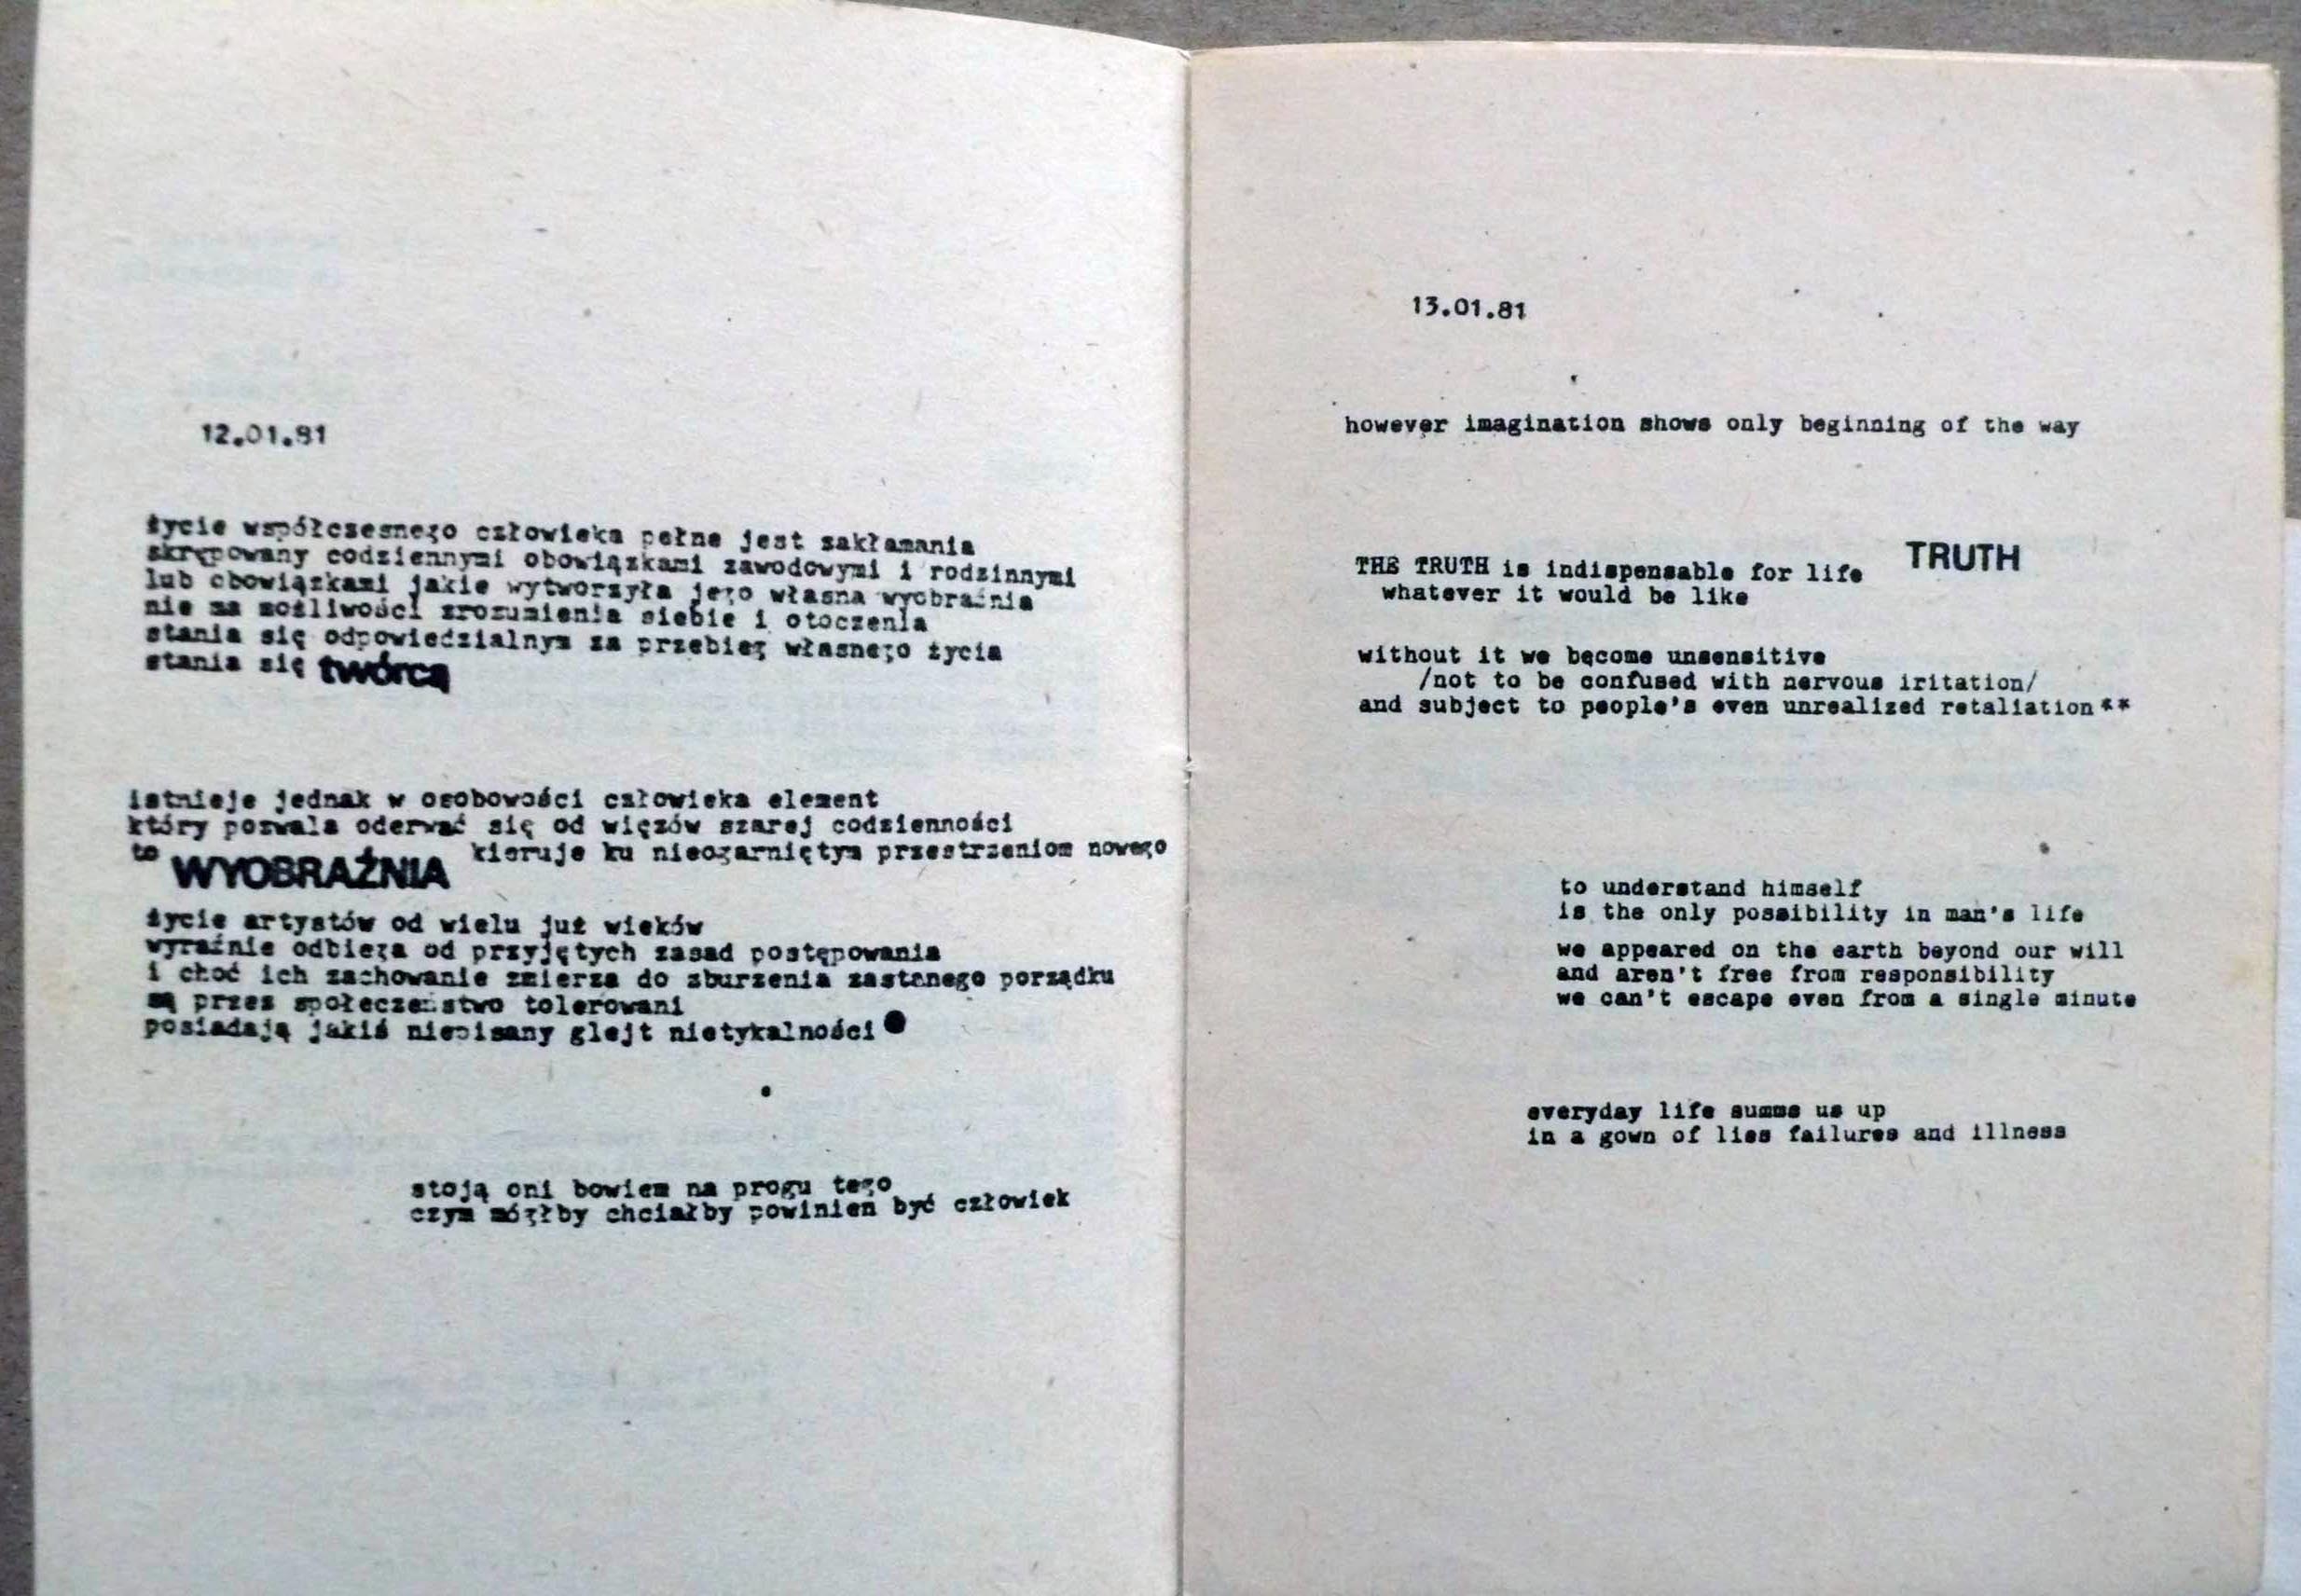 12.01.81
życie współczesnego człowieka pełne jest zakłamania
skrępowany codziennymi obowiązkami zawodowymi i rodzinnymi
lub obowiązkami jakie wytworzyła jego własna wyobraźnia
nie ma możliwości zrozumienia siebie i otoczenia
stania się odpowiedzialnym za przebieg własnego życia
stania się twórcą
istnieje jednak w osobowości człowieka element
który pozwala oderwać się od więzów szarej codzienności
to WYOBRAŹNIA kieruje ku nieogarniętym przestrzeniom nowego
życie artystów od wielu już wieków
wyraźnie odbiega od przyjętych zasad postępowania
i choć ich zachowanie zmierza do zburzenia zastanego porządku
są przez społeczeństwo tolerowani
posiadają jakiś niepisany glejt nietykalności
stoją oni bowiem na progu tego
czym mógłby chciałby powinien być człowiek
13.01.81
however imagination shows only beginning of the way
THE TRUTH is indispensable for life TRUTH
whatever it would be like
without it we become unsensitive
/not to be confused with nervous iritation/
and subject to people's even unrealized retaliation**
to understand himself
is the only possibility in man's life
we appeared on the earth beyond our will
and aren't free from responsibility
we can't escape even from a single minute
everyday life summs us up
in a gown of lies failures and illness